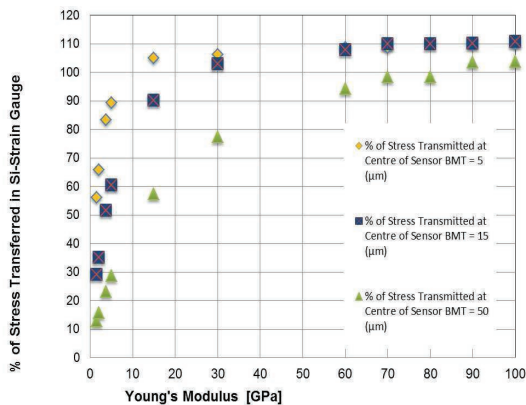 % of Stress Transferred in Si-Strain Gauge
120
110
100
90
80
70
60
50
40
30
20
10
0
% of Stress Transmitted at
Centre of Sensor BMT = 5
(µm)
% of Stress Transmitted at
Centre of Sensor BMT = 15
(µm)
% of Stress Transmitted at
Centre of Sensor BMT = 50
(µm)
0 10 20 30 40 50 60 70 80 90 100
Young's Modulus [GPa]